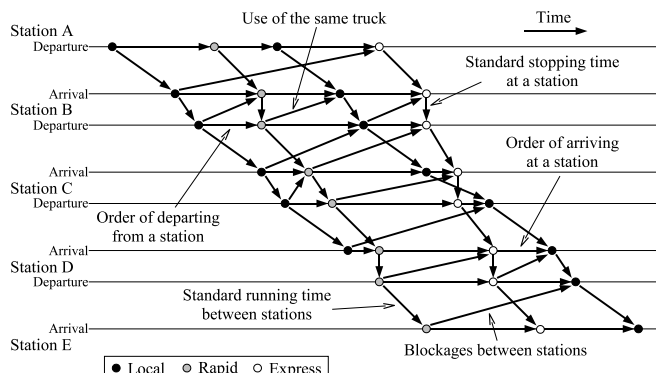 Station A
Departure
Use of the same truck
Time
Standard stopping time
at a station
Arrival
Station B
Departure
Order of arriving
at a station
Arrival
Station C
Departure
Order of departing
from a station
Arrival
Station D
Departure
Standard running time
between stations
Arrival
Station E
Blockages between stations
Local Rapid Express